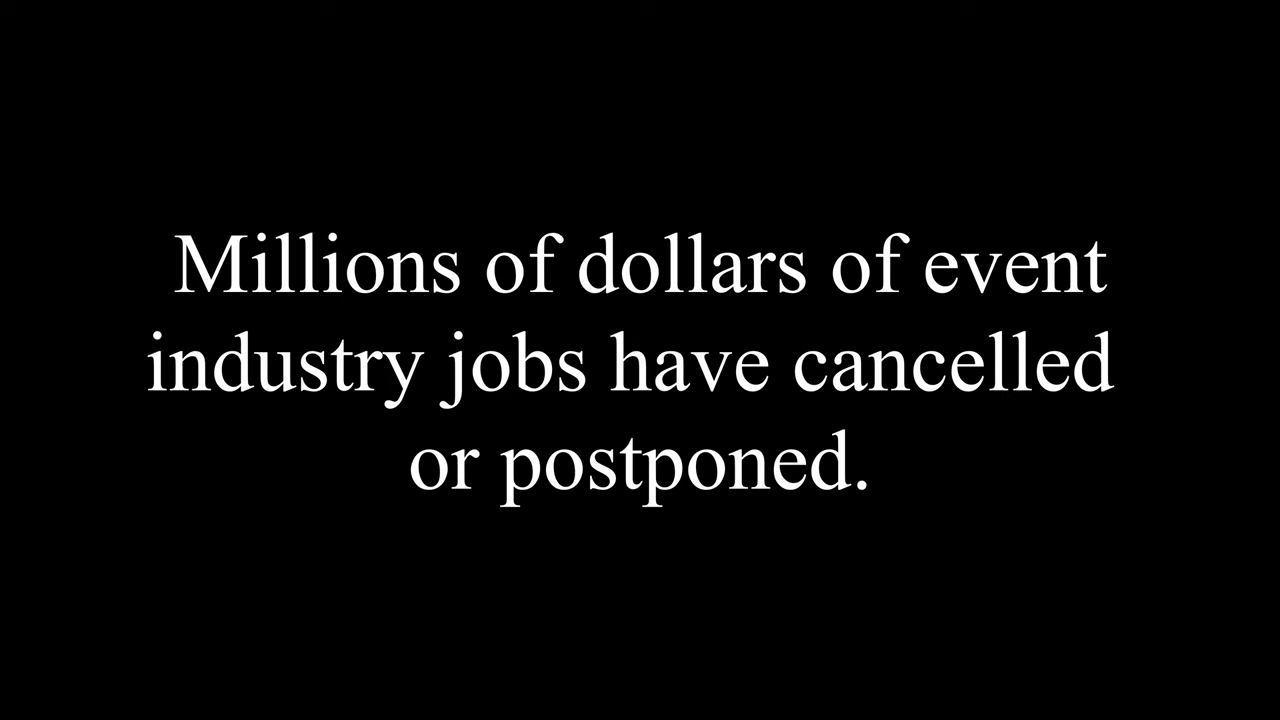 Millions of dollars of event
industry jobs have cancelled
or postponed.